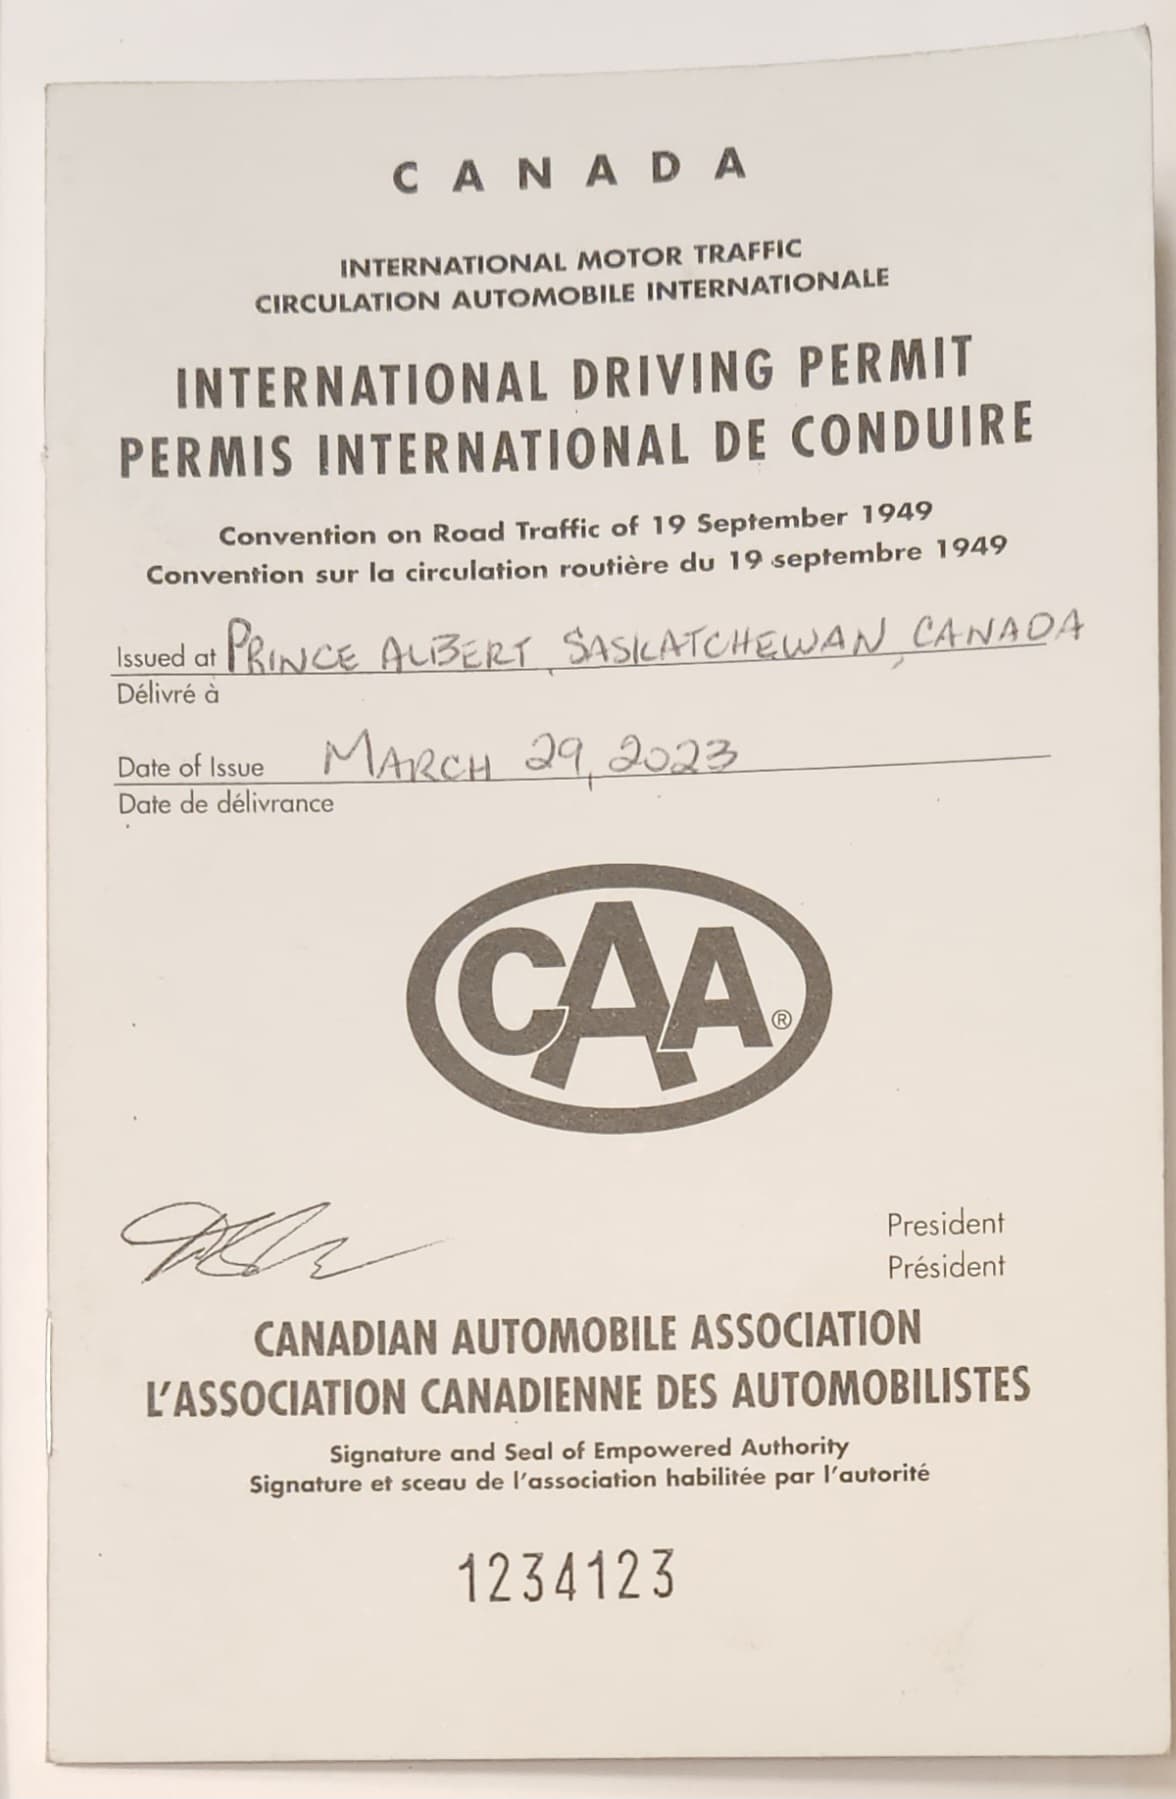 CANADA
INTERNATIONAL MOTOR TRAFFIC
CIRCULATION AUTOMOBILE INTERNATIONALE
INTERNATIONAL DRIVING PERMIT
PERMIS INTERNATIONAL DE CONDUIRE
Convention on Road Traffic of 19 September 1949
Convention sur la circulation routière du 19 septembre 1949
Issued at PRINCE ALBERT, SASKATCHEWAN, CANADA
Délivré à
Date of Issue MARCH 29, 2023
Date de délivrance
CAA®
President
Président
CANADIAN AUTOMOBILE ASSOCIATION
L'ASSOCIATION CANADIENNE DES AUTOMOBILISTES
Signature and Seal of Empowered Authority
Signature et sceau de l'association habilitée par l'autorité
1234123